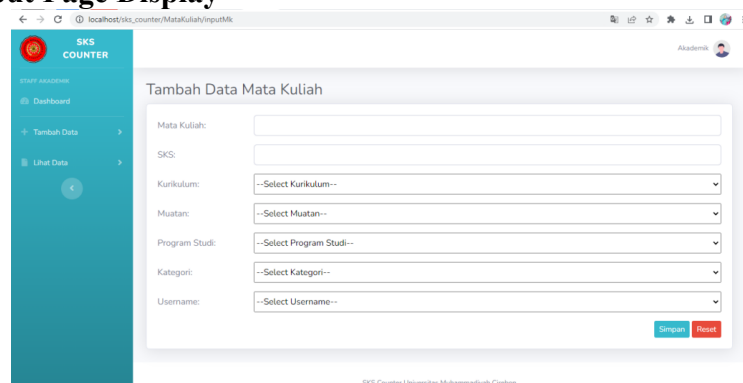 out Page Display
localhost/sks_counter/MataKuliah/inputMk
SKS
COUNTER
Akademik
STAFF AKADEMIK
Dashboard
Tambah Data
Lihat Data
Tambah Data Mata Kuliah
Mata Kuliah:
SKS:
Kurikulum: --Select Kurikulum--
Muatan: --Select Muatan--
Program Studi: --Select Program Studi--
Kategori: --Select Kategori--
Username: --Select Username--
Simpan Reset
SKS Counter Universitas Muhammadiyah Cirebon